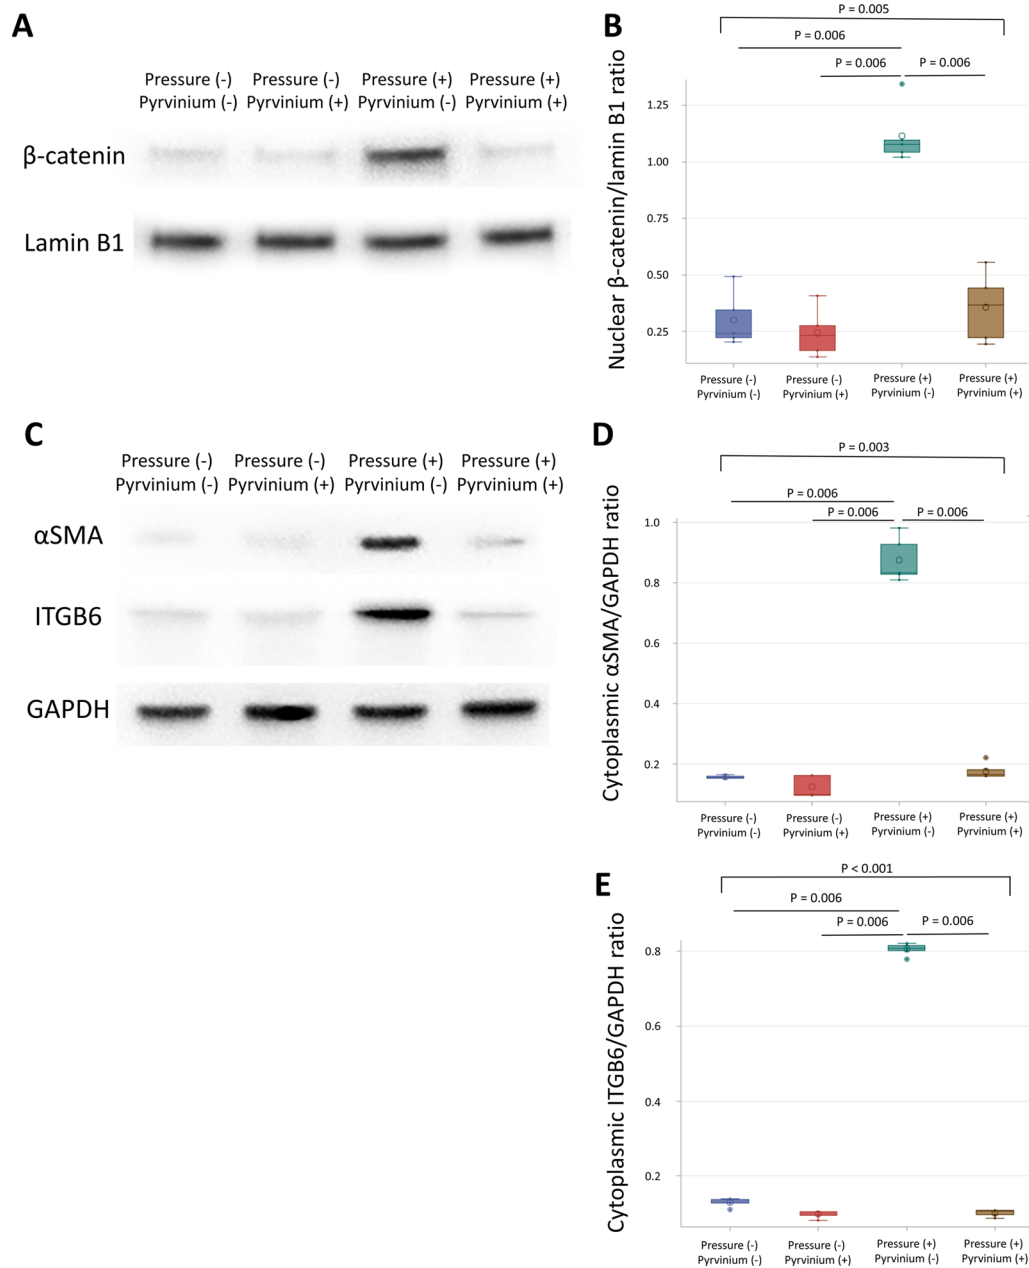 A
Pressure (-) Pressure (-) Pressure (+) Pressure (+)
Pyrvinium (-) Pyrvinium (+) Pyrvinium (-) Pyrvinium (+)
β-catenin
Lamin B1
B
P = 0.005
P = 0.006
P = 0.006 P = 0.006
Nuclear β-catenin/lamin B1 ratio
1.25
1.00
0.75
0.50
0.25
Pressure (-) Pressure (-) Pressure (+) Pressure (+)
Pyrvinium (-) Pyrvinium (+) Pyrvinium (-) Pyrvinium (+)
C
Pressure (-) Pressure (-) Pressure (+) Pressure (+)
Pyrvinium (-) Pyrvinium (+) Pyrvinium (-) Pyrvinium (+)
αSMA
ITGB6
GAPDH
D
P = 0.003
P = 0.006
P = 0.006 P = 0.006
Cytoplasmic αSMA/GAPDH ratio
1.0
0.8
0.6
0.4
0.2
Pressure (-) Pressure (-) Pressure (+) Pressure (+)
Pyrvinium (-) Pyrvinium (+) Pyrvinium (-) Pyrvinium (+)
E
P < 0.001
P = 0.006
P = 0.006 P = 0.006
Cytoplasmic ITGB6/GAPDH ratio
0.8
0.6
0.4
0.2
Pressure (-) Pressure (-) Pressure (+) Pressure (+)
Pyrvinium (-) Pyrvinium (+) Pyrvinium (-) Pyrvinium (+)